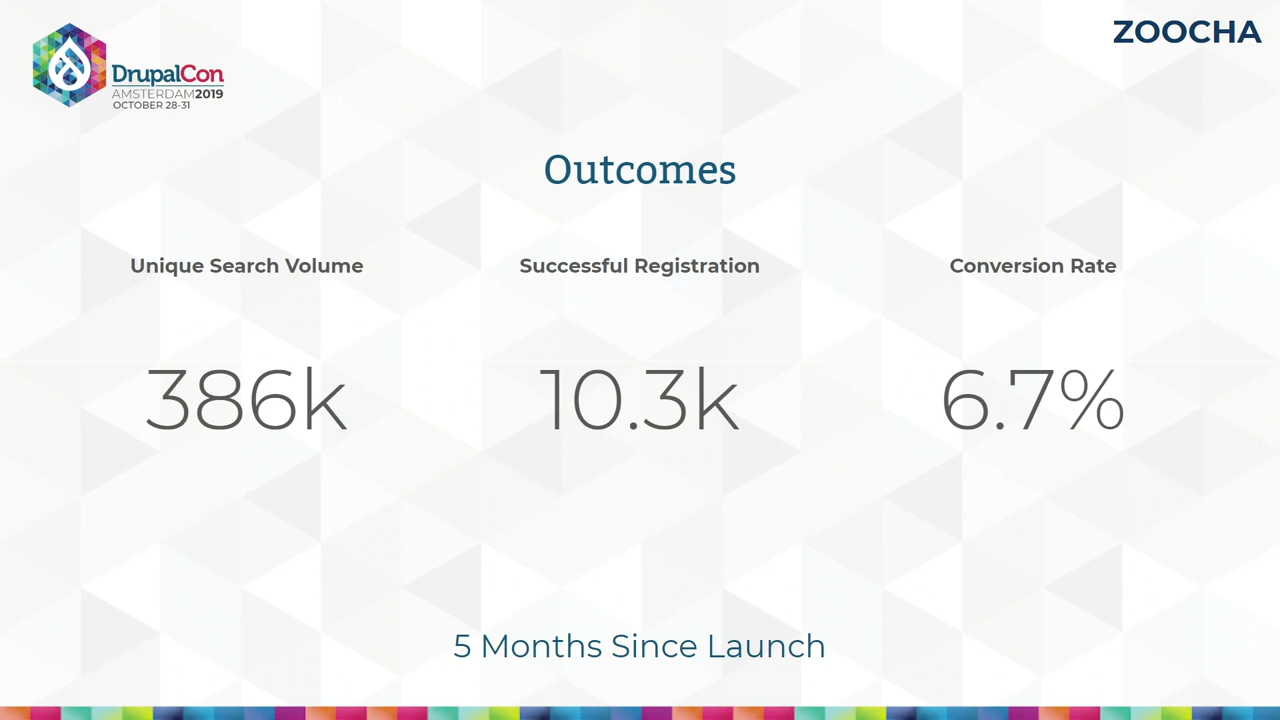 ZOOCHA
DrupalCon
AMSTERDAM2019
OCTOBER 28-31
Outcomes
Unique Search Volume
Successful Registration
Conversion Rate
386k
10.3k
6.7%
5 Months Since Launch